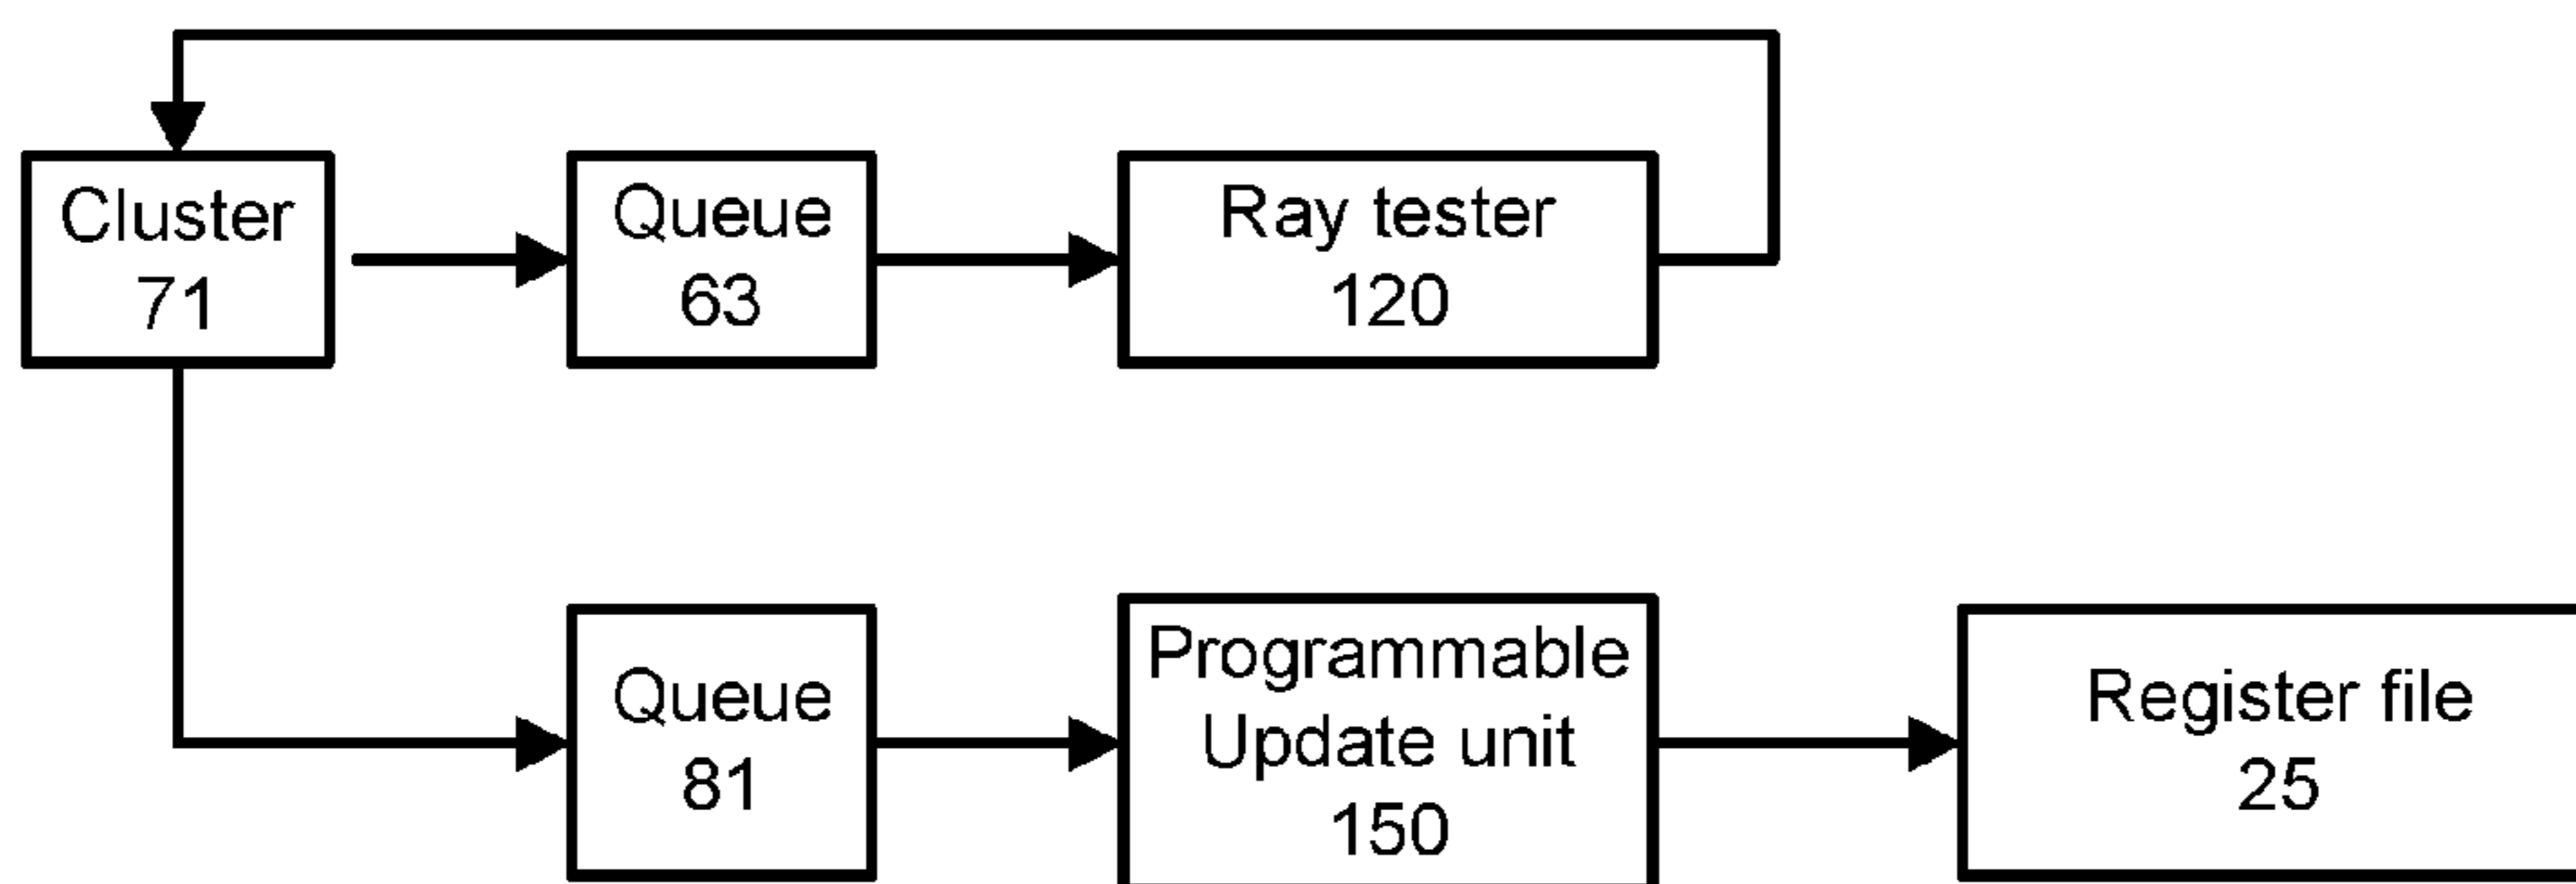 Cluster
71
Queue
63
Ray tester
120
Queue
81
Programmable
Update unit
150
Register file
25